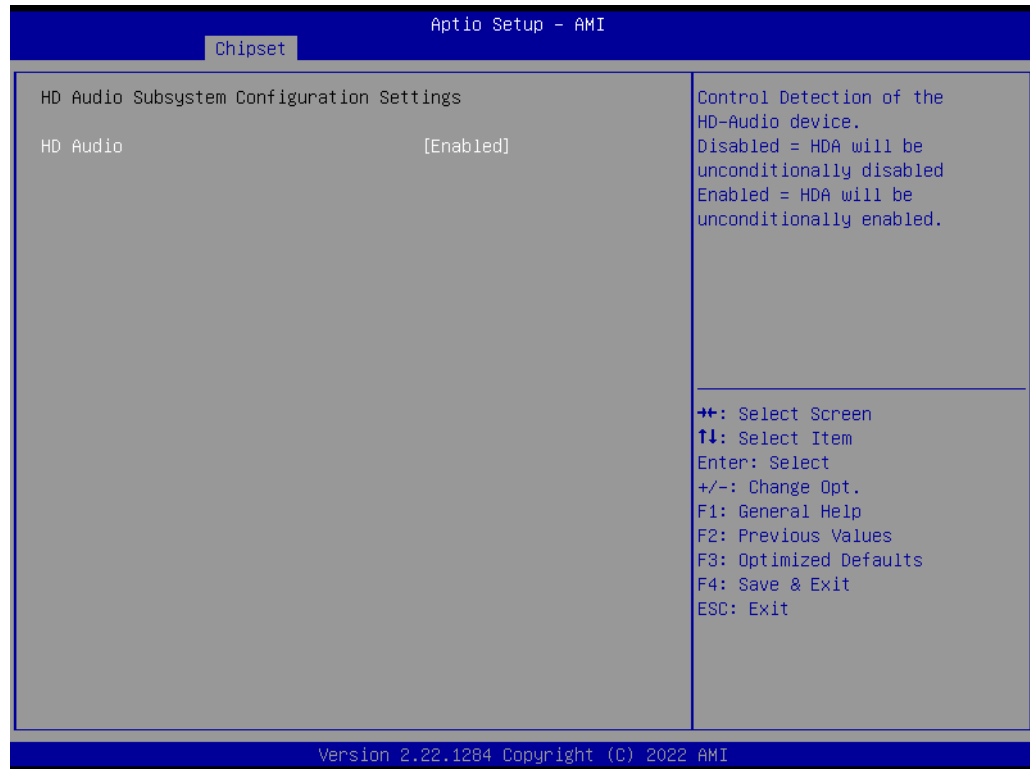 Aptio Setup - AMI
Chipset
HD Audio Subsystem Configuration Settings
HD Audio [Enabled]
Control Detection of the
HD-Audio device.
Disabled = HDA will be
unconditionally disabled
Enabled = HDA will be
unconditionally enabled.
→←: Select Screen
↑↓: Select Item
Enter: Select
+/-: Change Opt.
F1: General Help
F2: Previous Values
F3: Optimized Defaults
F4: Save & Exit
ESC: Exit
Version 2.22.1284 Copyright (C) 2022 AMI